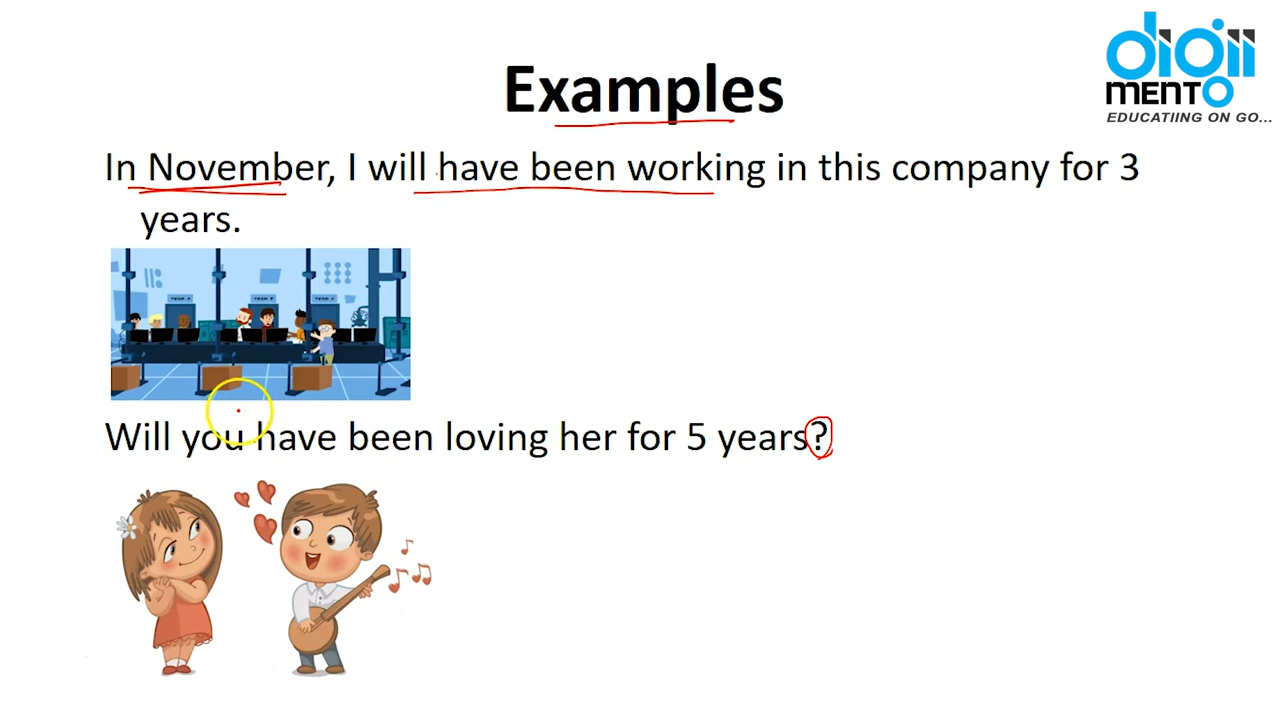 digii
MENTO
EDUCATIING ON GO...
Examples
In November, I will have been working in this company for 3
years.
Will you have been loving her for 5 years?